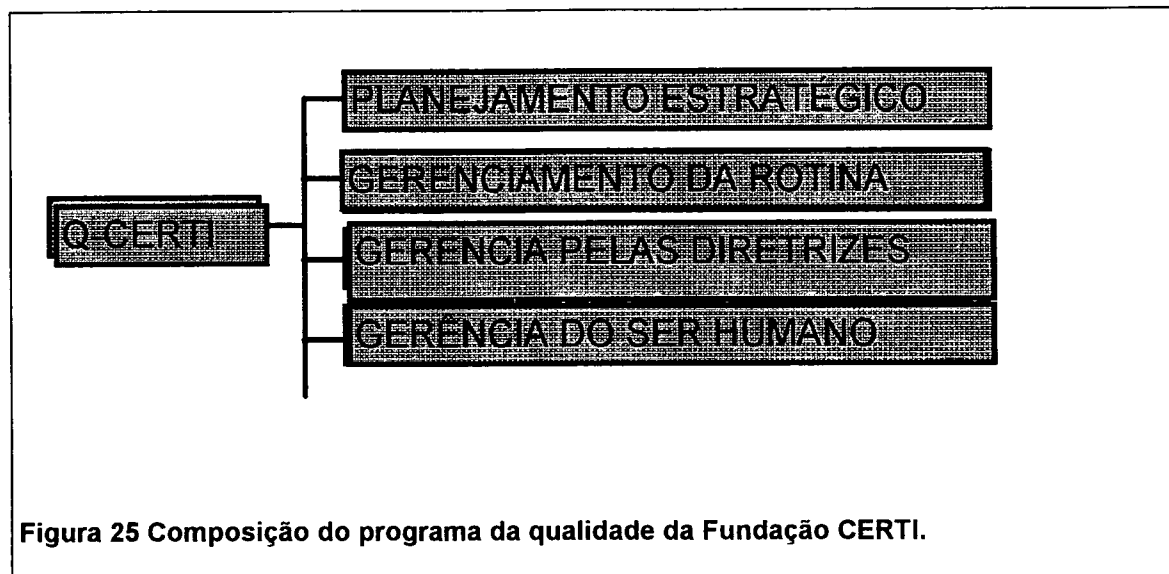 PLANEJAMENTO ESTRATÉGICO
GERENCIAMENTO DA ROTINA
Q CERTI
GERÊNCIA PELAS DIRETRIZES
GERÊNCIA DO SER HUMANO
Figura 25 Composição do programa da qualidade da Fundação CERTI.